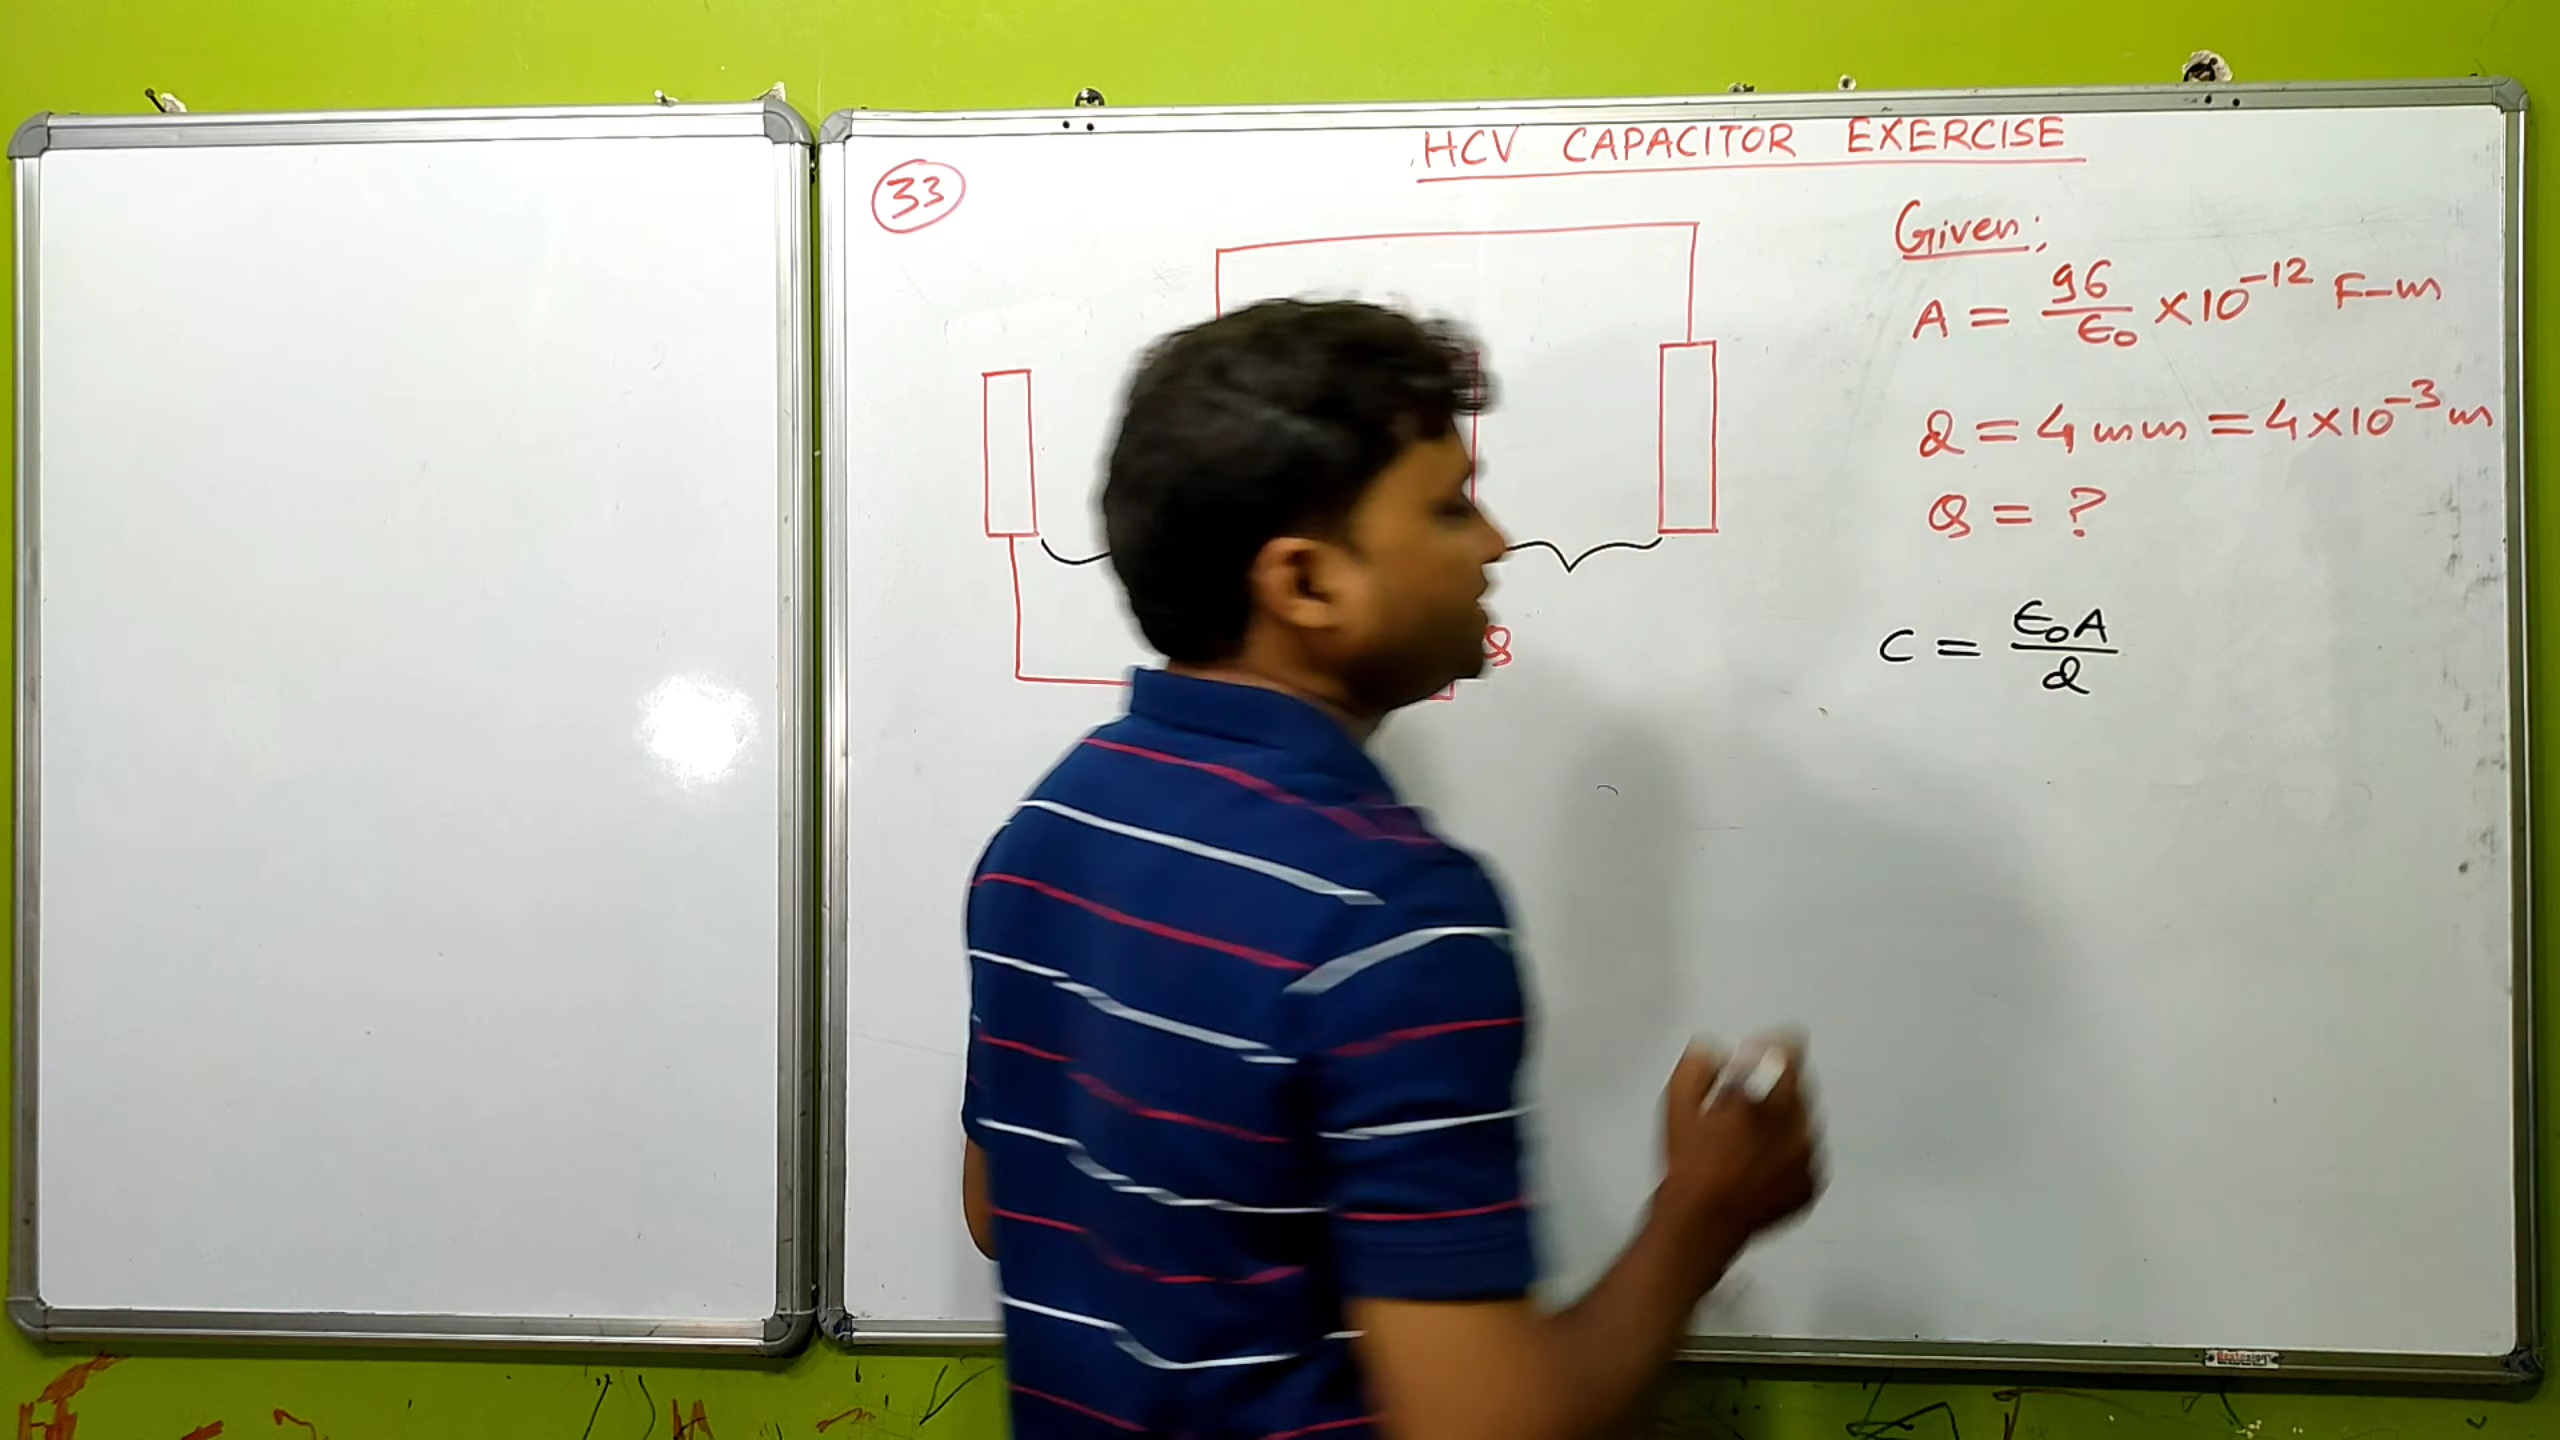 HCV CAPACITOR EXERCISE
33
Given:
A = 96/ϵ₀ ×10⁻¹² F-m
d = 4 mm = 4×10⁻³ m
Q = ?
C = ϵ₀A/d
Q